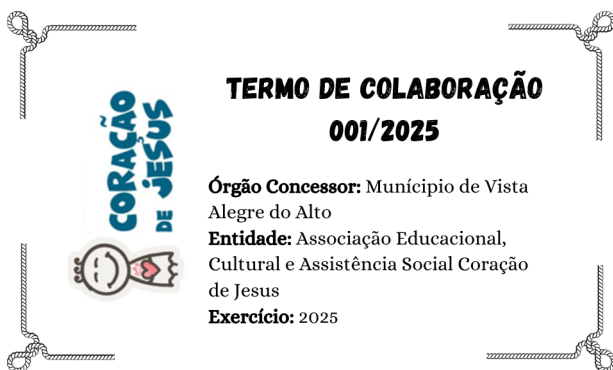 CORAÇÃO
DE JESUS
TERMO DE COLABORAÇÃO
001/2025
Órgão Concessor: Munícipio de Vista
Alegre do Alto
Entidade: Associação Educacional,
Cultural e Assistência Social Coração
de Jesus
Exercício: 2025